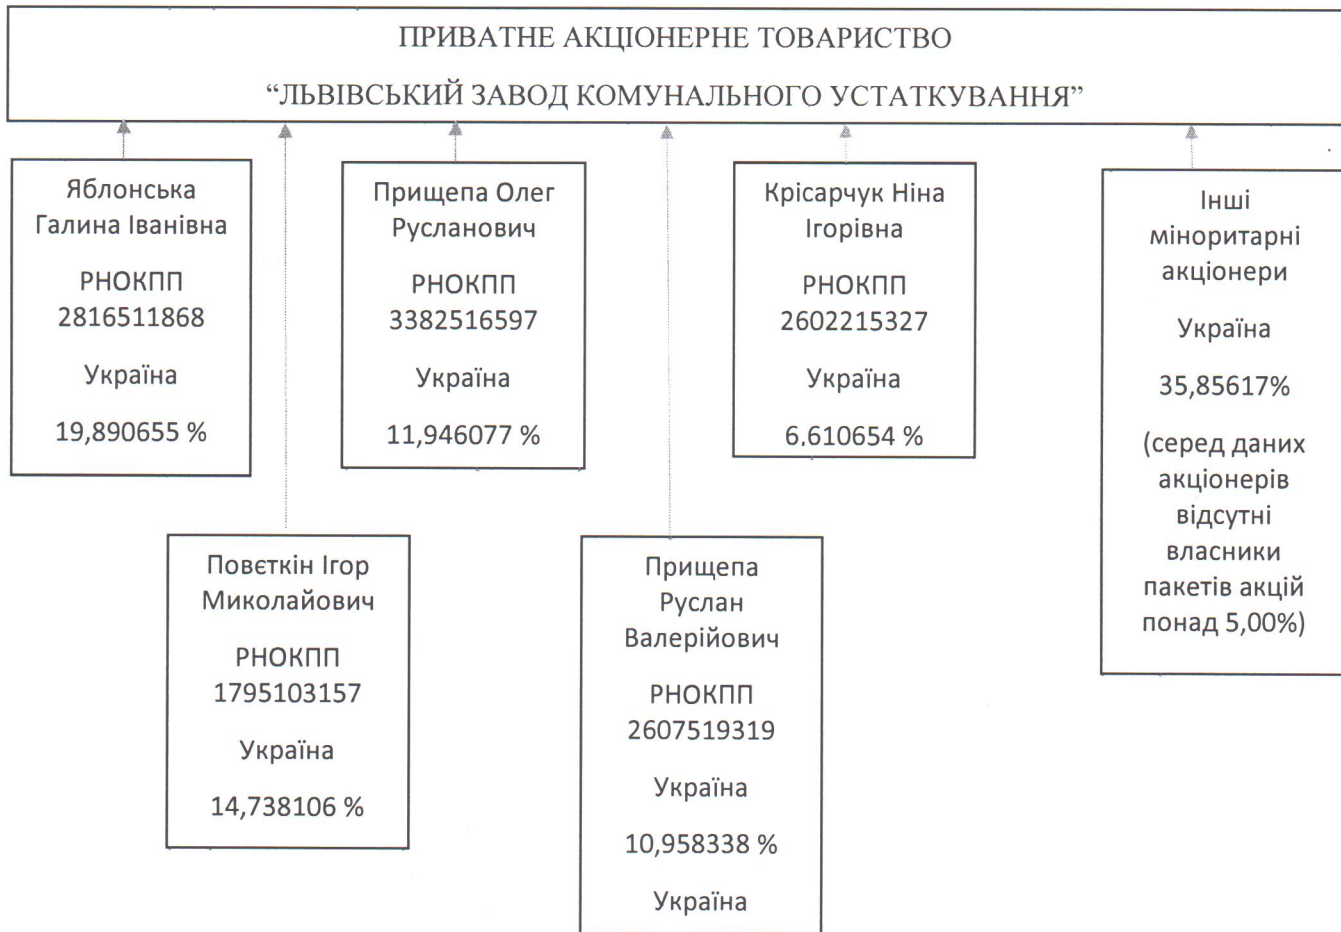 ПРИВАТНЕ АКЦІОНЕРНЕ ТОВАРИСТВО
“ЛЬВІВСЬКИЙ ЗАВОД КОМУНАЛЬНОГО УСТАТКУВАННЯ”
Яблонська
Галина Іванівна
РНОКПП
2816511868
Україна
19,890655 %
Прищепа Олег
Русланович
РНОКПП
3382516597
Україна
11,946077 %
Крісарчук Ніна
Ігорівна
РНОКПП
2602215327
Україна
6,610654 %
Інші
міноритарні
акціонери
Україна
35,85617%
(серед даних
акціонерів
відсутні
власники
пакетів акцій
понад 5,00%)
Повєткін Ігор
Миколайович
РНОКПП
1795103157
Україна
14,738106 %
Прищепа
Руслан
Валерійович
РНОКПП
2607519319
Україна
10,958338 %
Україна